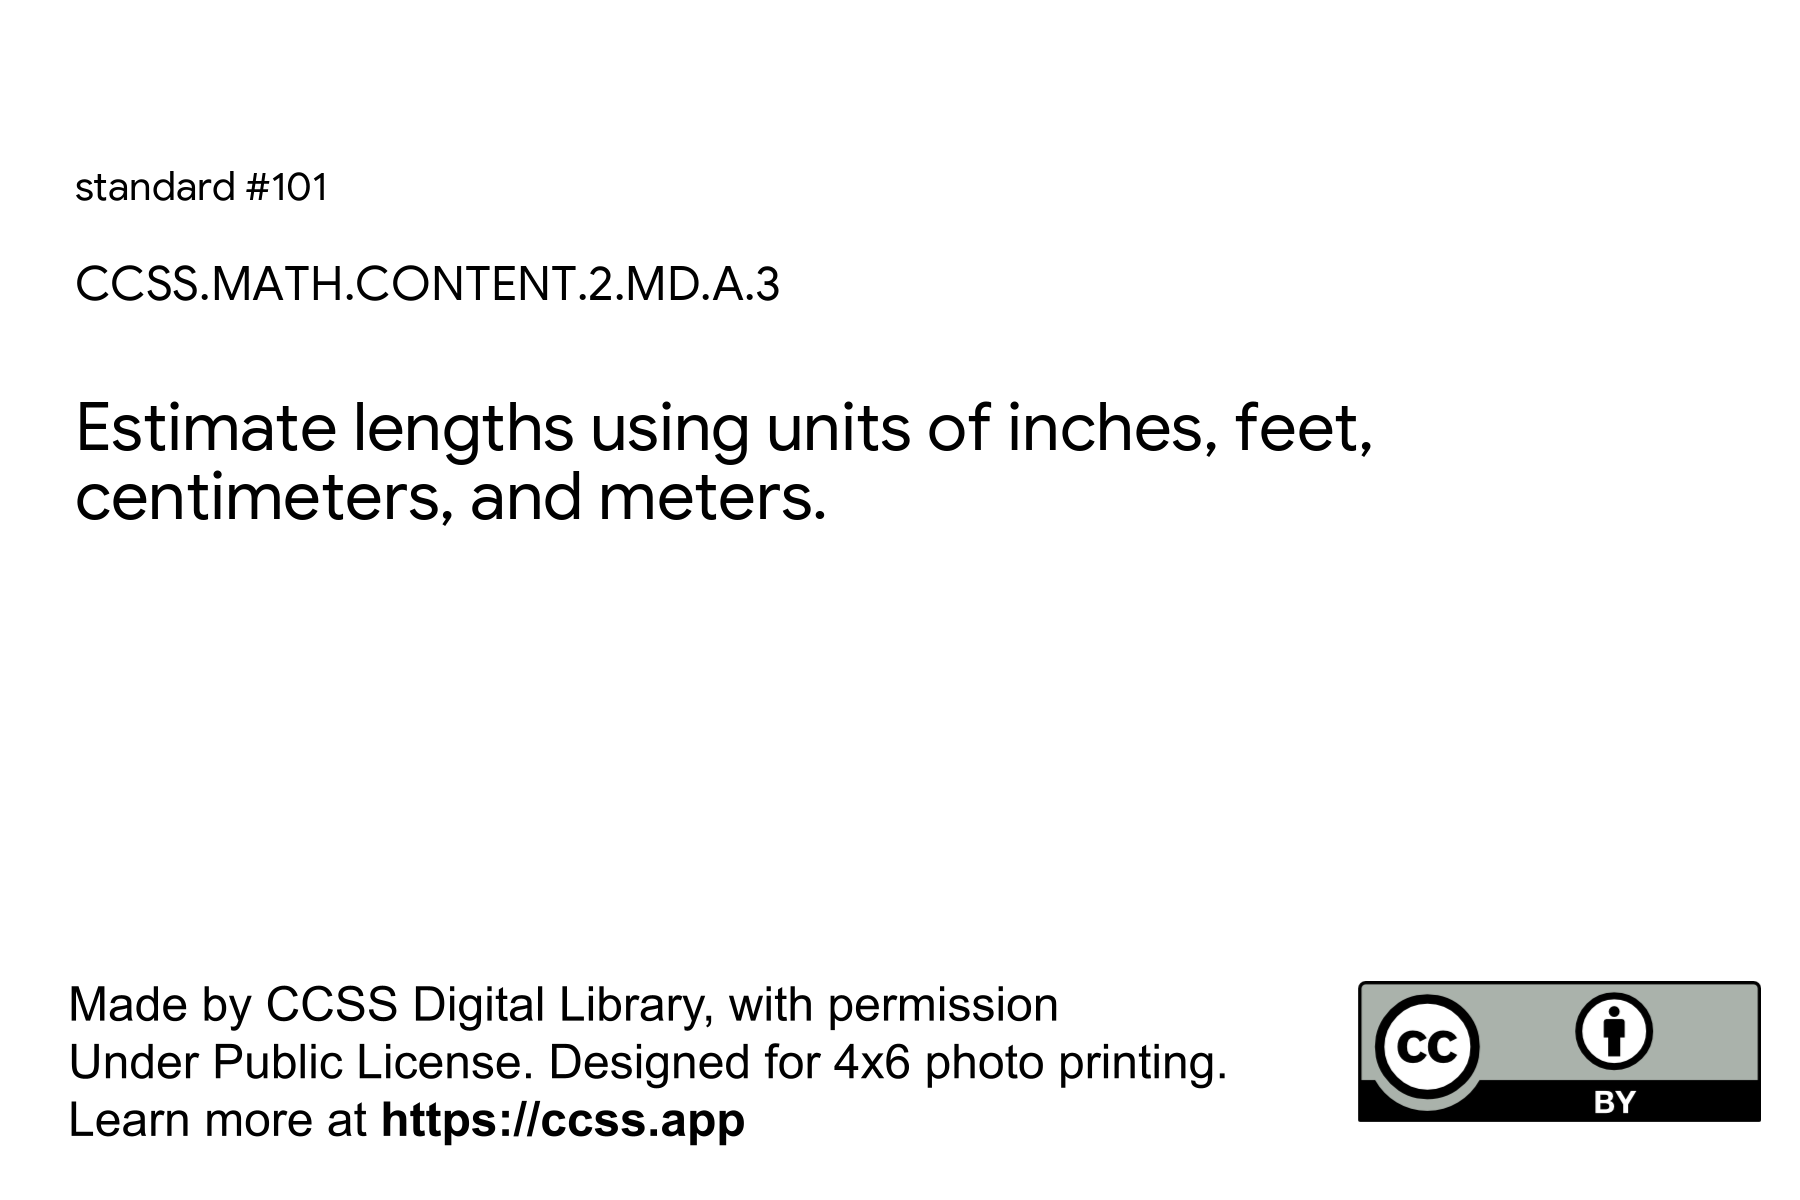 standard #101
CCSS.MATH.CONTENT.2.MD.A.3
Estimate lengths using units of inches, feet,
centimeters, and meters.
Made by CCSS Digital Library, with permission
Under Public License. Designed for 4x6 photo printing.
Learn more at https://ccss.app
cc
BY